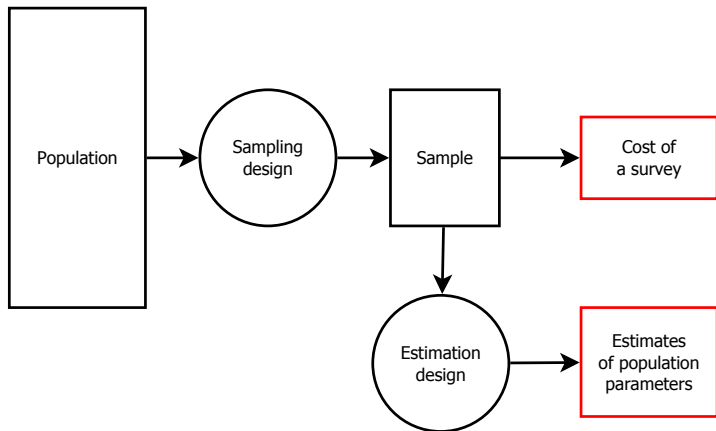 Population
Sampling
design
Sample
Cost of
a survey
Estimation
design
Estimates
of population
parameters